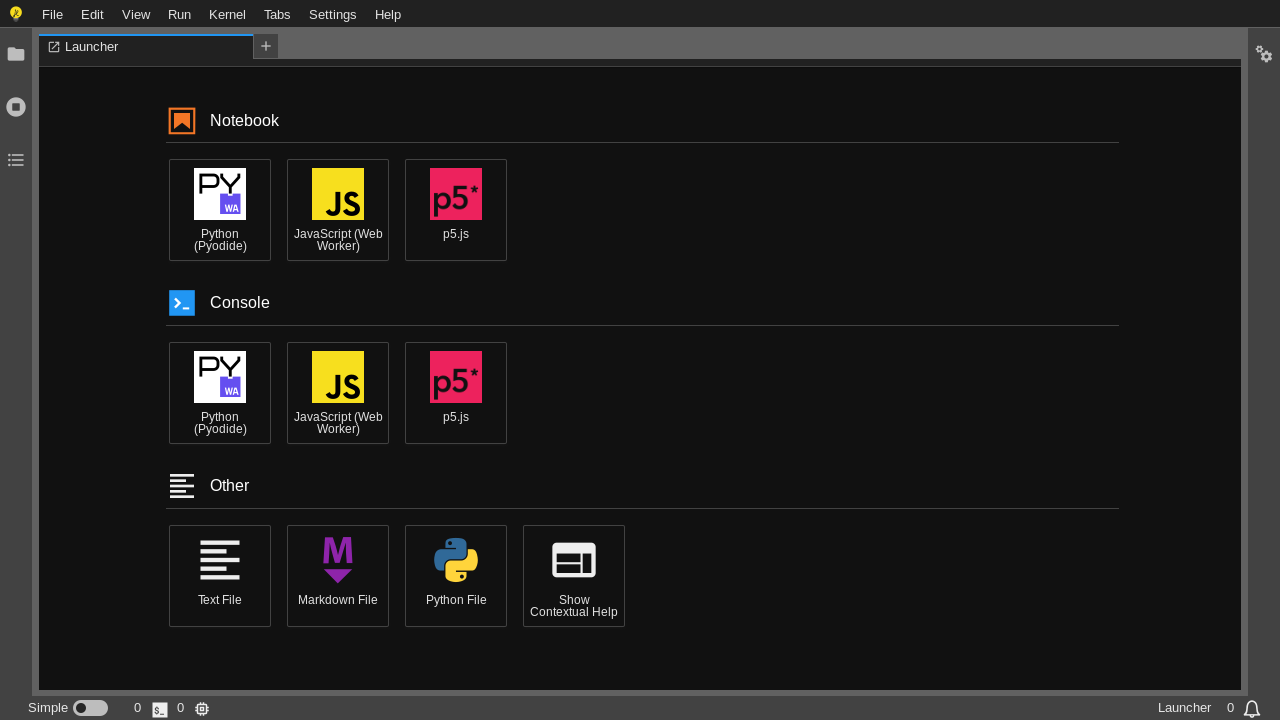 File Edit View Run Kernel Tabs Settings Help
Launcher
Notebook
PY WA
JS
p5*
Python (Pyodide)
JavaScript (Web Worker)
p5.js
Console
PY WA
JS
p5*
Python (Pyodide)
JavaScript (Web Worker)
p5.js
Other
M
Text File
Markdown File
Python File
Show Contextual Help
Simple 0 $_ 0 Launcher 0